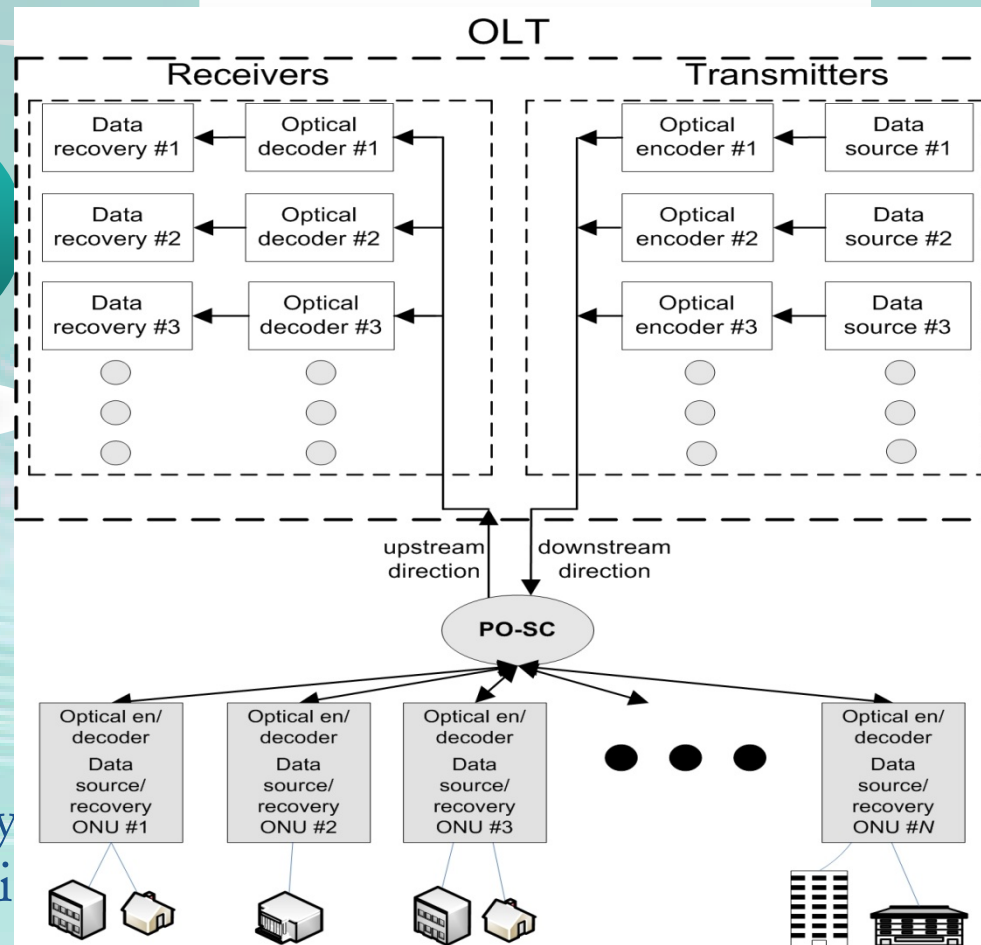 OLT
Receivers
Transmitters
Data
recovery #1
Optical
decoder #1
Optical
encoder #1
Data
source #1
Data
recovery #2
Optical
decoder #2
Optical
encoder #2
Data
source #2
Data
recovery #3
Optical
decoder #3
Optical
encoder #3
Data
source #3
upstream
direction
downstream
direction
PO-SC
Optical en/
decoder
Data
source/
recovery
ONU #1
Optical en/
decoder
Data
source/
recovery
ONU #2
Optical en/
decoder
Data
source/
recovery
ONU #3
Optical en/
decoder
Data
source/
recovery
ONU #N